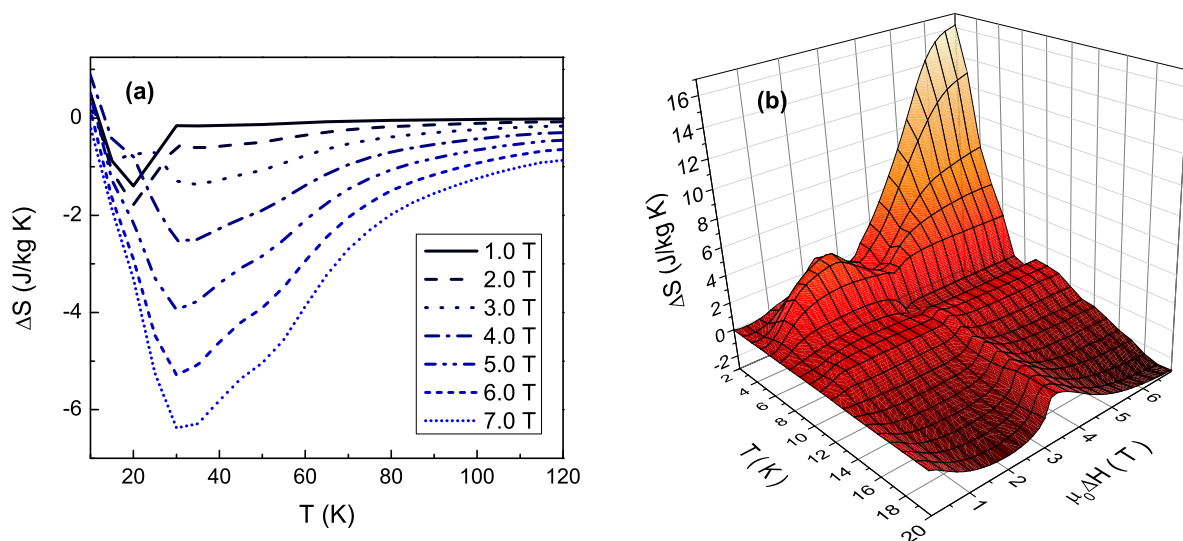 (a)
0
-2
-4
-6
ΔS (J/kg K)
20 40 60 80 100 120
T (K)
1.0 T
2.0 T
3.0 T
4.0 T
5.0 T
6.0 T
7.0 T
(b)
16
14
12
10
8
6
4
2
0
-2
ΔS (J/kg K)
2
4
6
8
10
12
14
16
18
20
T (K)
1
2
3
4
5
6
μ₀ΔH (T)